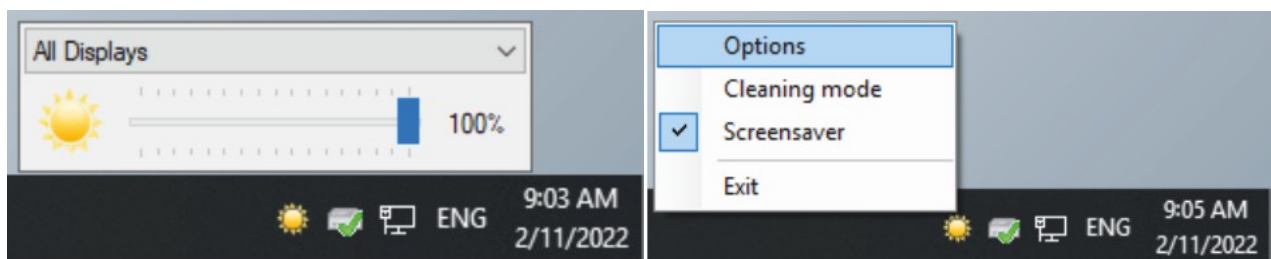 All Displays
100%
ENG
9:03 AM
2/11/2022
Options
Cleaning mode
Screensaver
Exit
ENG
9:05 AM
2/11/2022